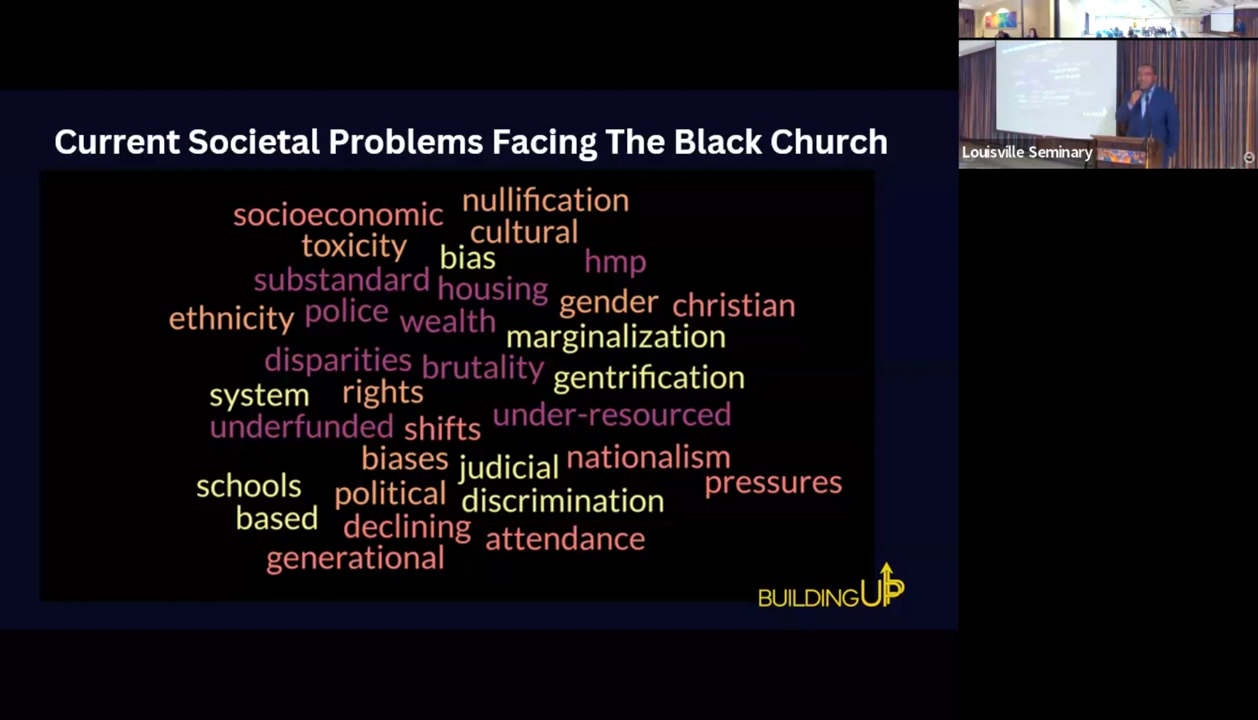 Current Societal Problems Facing The Black Church
nullification
socioeconomic
cultural
toxicity
bias
hmp
substandard
housing
gender
christian
ethnicity
police
wealth
marginalization
disparities
brutality
gentrification
system
rights
under-resourced
underfunded
shifts
biases
judicial
nationalism
schools
political
discrimination
pressures
based
declining
attendance
generational
BUILDINGUP
Louisville Seminary